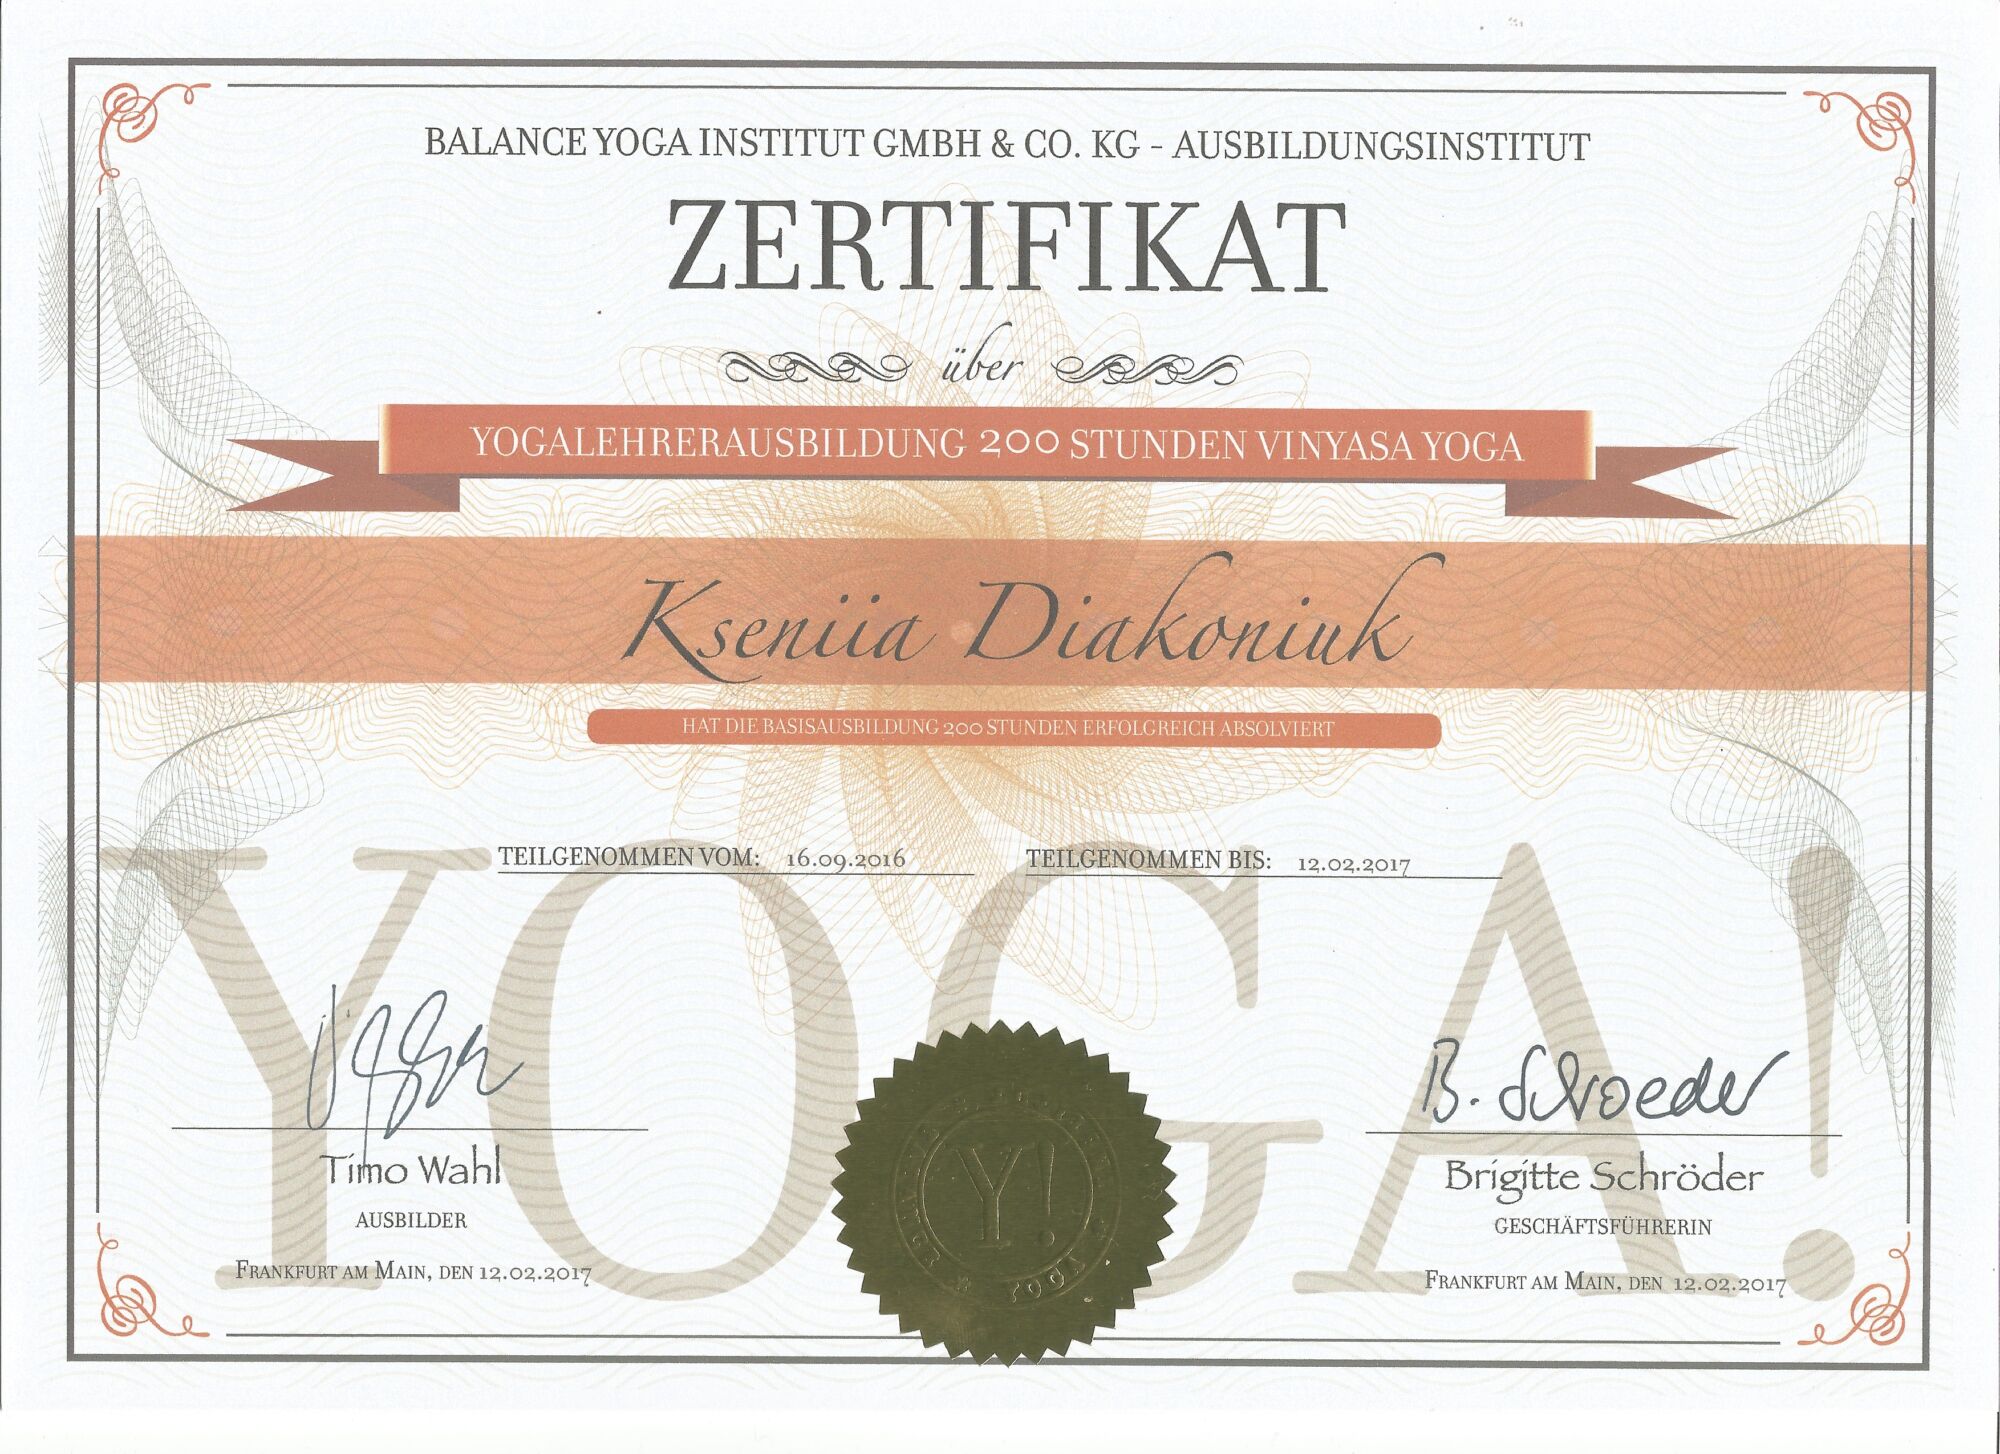 BALANCE YOGA INSTITUT GMBH & CO. KG - AUSBILDUNGSINSTITUT
ZERTIFIKAT
über
YOGALEHRERAUSBILDUNG 200 STUNDEN VINYASA YOGA
Kseniia Diakoniuk
HAT DIE BASISAUSBILDUNG 200 STUNDEN ERFOLGREICH ABSOLVIERT
TEILGENOMMEN VOM: 16.09.2016 TEILGENOMMEN BIS: 12.02.2017
YOGA!
B. Schroeder
Timo Wahl
AUSBILDER
FRANKFURT AM MAIN, DEN 12.02.2017
Y!
YOGA
Brigitte Schröder
GESCHÄFTSFÜHRERIN
FRANKFURT AM MAIN, DEN 12.02.2017